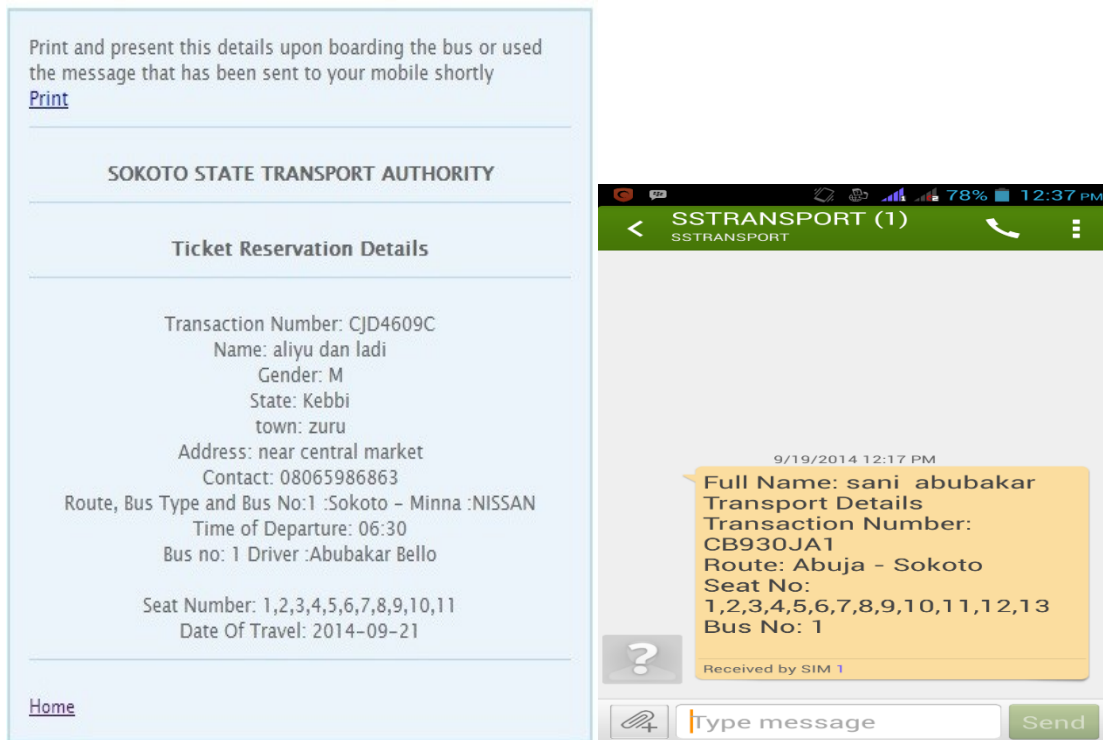 Print and present this details upon boarding the bus or used
the message that has been sent to your mobile shortly
Print
SOKOTO STATE TRANSPORT AUTHORITY
Ticket Reservation Details
Transaction Number: CJD4609C
Name: aliyu dan ladi
Gender: M
State: Kebbi
town: zuru
Address: near central market
Contact: 08065986863
Route, Bus Type and Bus No:1 :Sokoto – Minna :NISSAN
Time of Departure: 06:30
Bus no: 1 Driver :Abubakar Bello
Seat Number: 1,2,3,4,5,6,7,8,9,10,11
Date Of Travel: 2014-09-21
Home
78% 12:37 PM
SSTRANSPORT (1)
SSTRANSPORT
9/19/2014 12:17 PM
Full Name: sani abubakar
Transport Details
Transaction Number:
CB930JA1
Route: Abuja - Sokoto
Seat No:
1,2,3,4,5,6,7,8,9,10,11,12,13
Bus No: 1
Received by SIM 1
Type message
Send